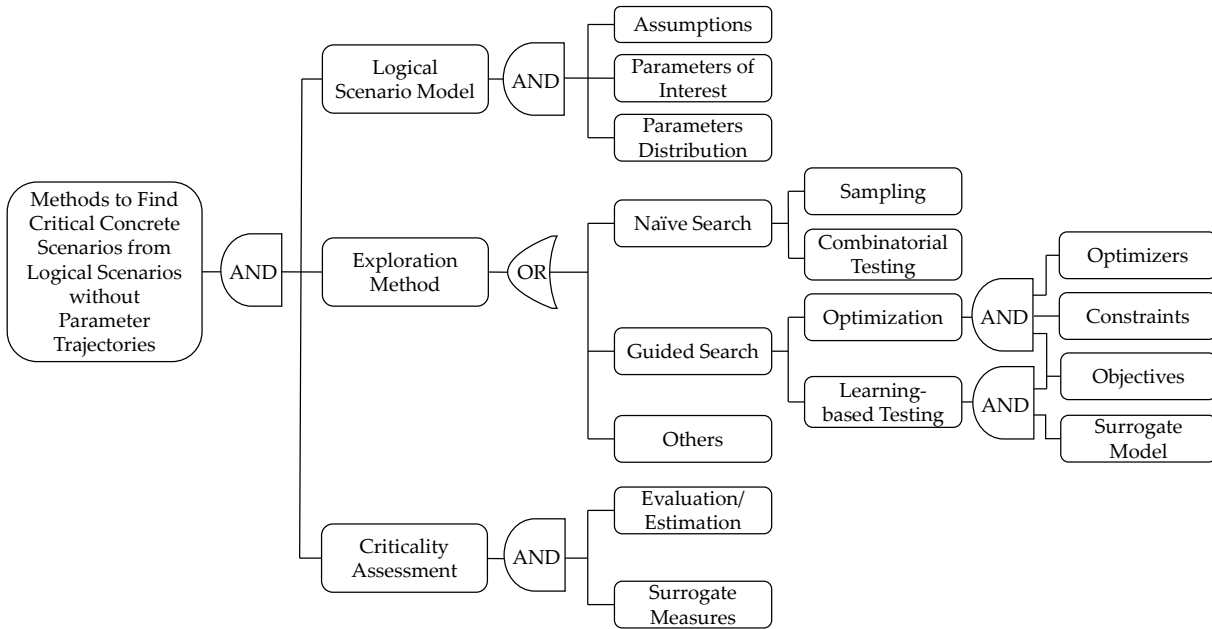 Methods to Find
Critical Concrete
Scenarios from
Logical Scenarios
without
Parameter
Trajectories
AND
Logical
Scenario Model
AND
Assumptions
Parameters of
Interest
Parameters
Distribution
Exploration
Method
OR
Naïve Search
Sampling
Combinatorial
Testing
Guided Search
Optimization
AND
Optimizers
Constraints
Objectives
Learning-
based Testing
AND
Surrogate
Model
Others
Criticality
Assessment
AND
Evaluation/
Estimation
Surrogate
Measures